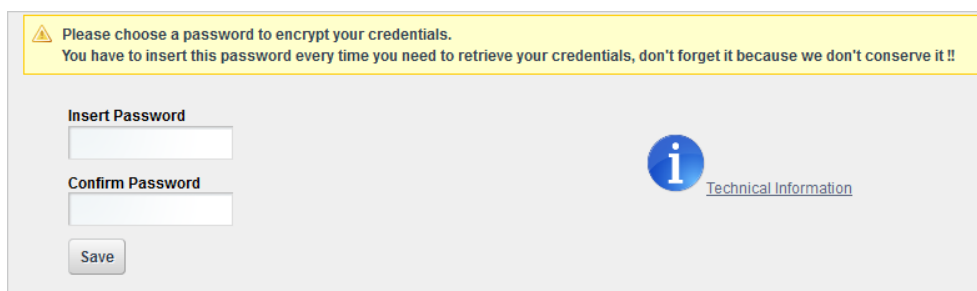 Please choose a password to encrypt your credentials.
You have to insert this password every time you need to retrieve your credentials, don't forget it because we don't conserve it !!
Insert Password
Confirm Password
Technical Information
Save